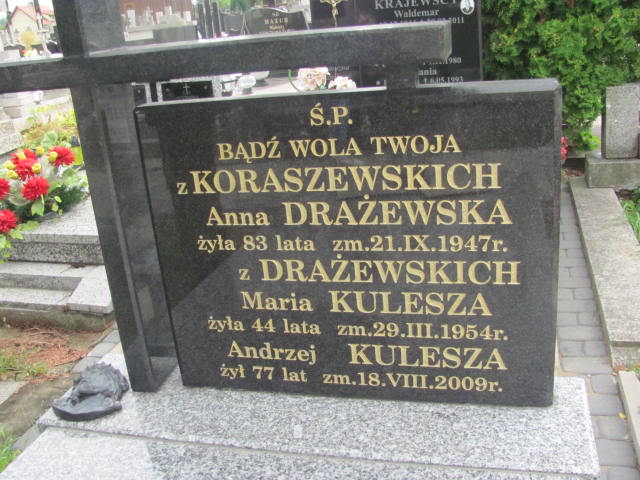 MAZUR
KRAJEWSCY
Waldemar
Ś.P.
BĄDŹ WOLA TWOJA
z KORASZEWSKICH
Anna DRAŻEWSKA
żyła 83 lata zm.21.IX.1947r.
z DRAŻEWSKICH
Maria KULESZA
żyła 44 lata zm.29.III.1954r.
Andrzej KULESZA
żył 77 lat zm.18.VIII.2009r.